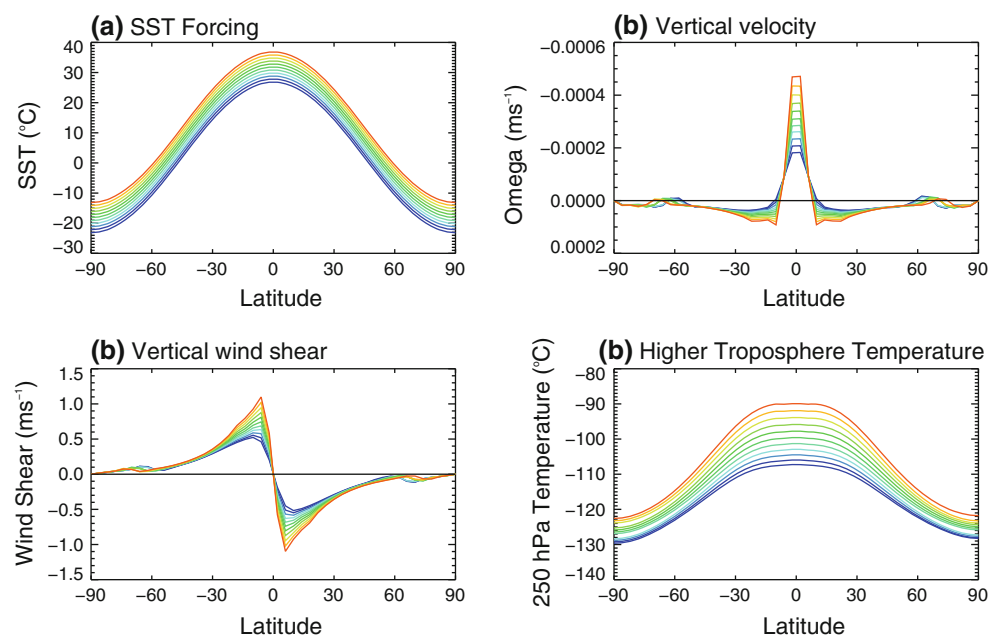 (a) SST Forcing
SST (°C)
40
30
20
10
0
−10
−20
−30
−90 −60 −30 0 30 60 90
Latitude
(b) Vertical velocity
Omega (ms⁻¹)
−0.0006
−0.0004
−0.0002
0.0000
0.0002
−90 −60 −30 0 30 60 90
Latitude
(b) Vertical wind shear
Wind Shear (ms⁻¹)
1.5
1.0
0.5
0.0
−0.5
−1.0
−1.5
−90 −60 −30 0 30 60 90
Latitude
(b) Higher Troposphere Temperature
250 hPa Temperature (°C)
−80
−90
−100
−110
−120
−130
−140
−90 −60 −30 0 30 60 90
Latitude